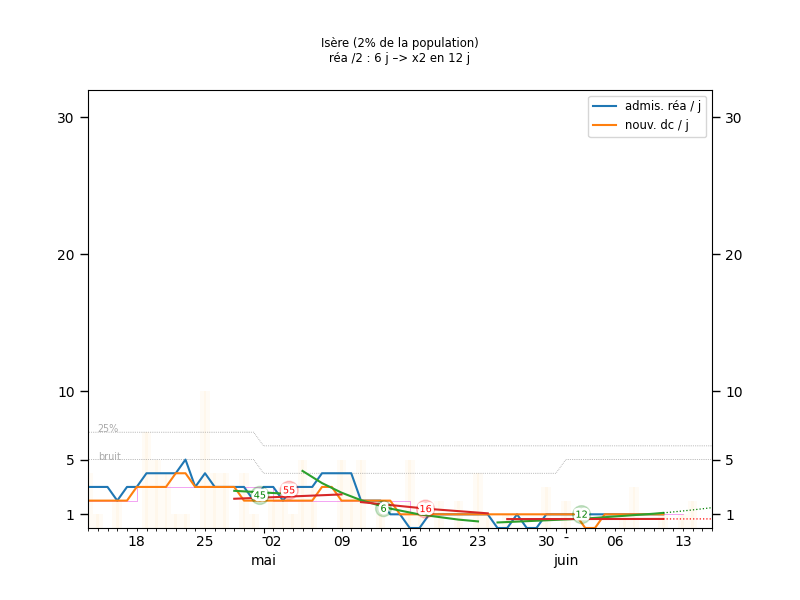 Isère (2% de la population)
réa /2 : 6 j –> x2 en 12 j
admis. réa / j
nouv. dc / j
30 30
20 20
10 10
25%
bruit
5 5
45 55 6 16 12
1 1
18 25 02 09 16 23 30 06 13
mai juin